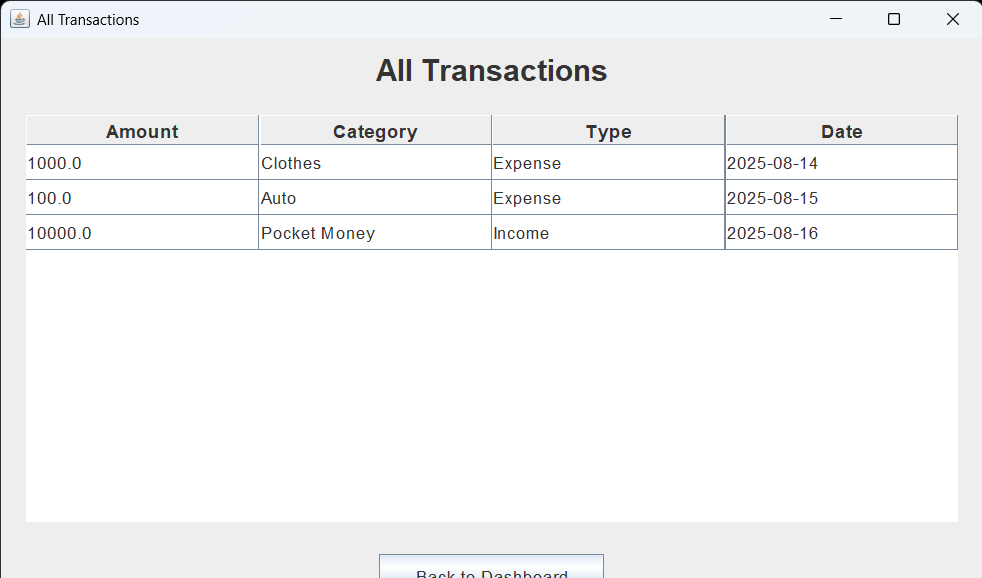 All Transactions
All Transactions
Amount Category Type Date
1000.0 Clothes Expense 2025-08-14
100.0 Auto Expense 2025-08-15
10000.0 Pocket Money Income 2025-08-16
Back to Dashboard